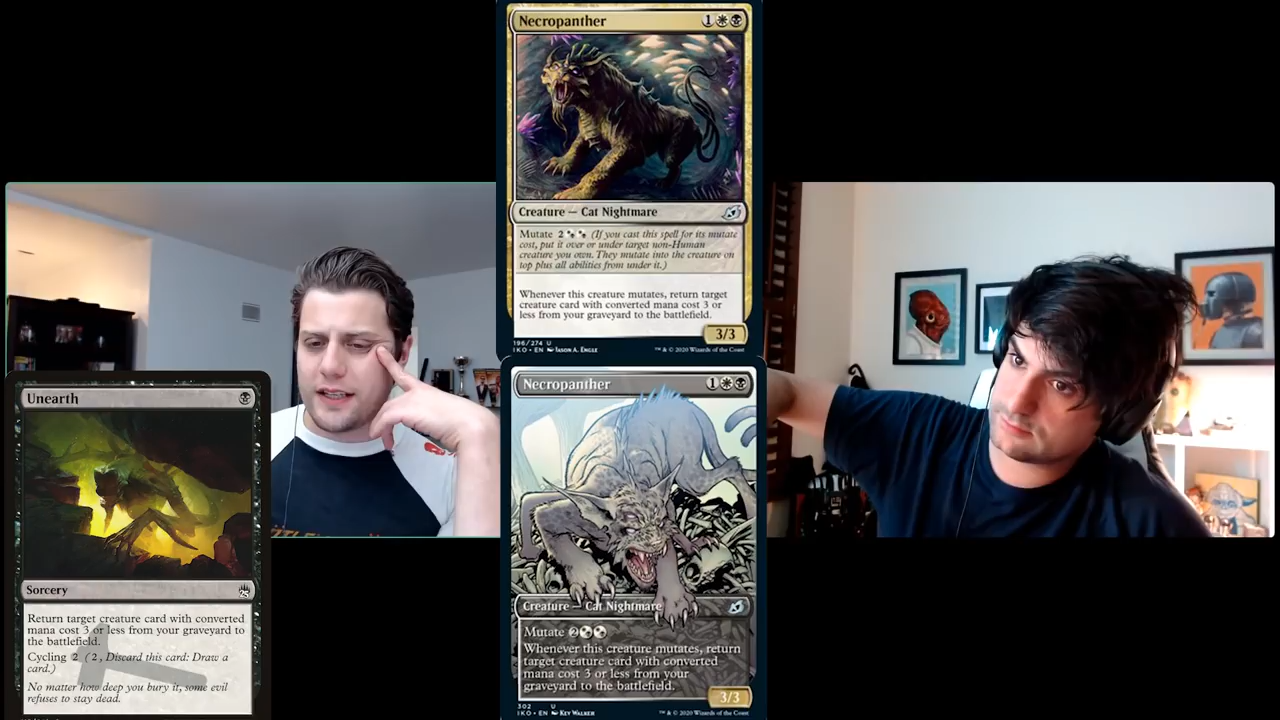 Necropanther 1
Creature — Cat Nightmare
Mutate 2 (If you cast this spell for its mutate
cost, put it over or under target non-Human
creature you own. They mutate into the creature on
top plus all abilities from under it.)
Whenever this creature mutates, return target
creature card with converted mana cost 3 or
less from your graveyard to the battlefield.
3/3
196/274 U
IKO • EN JASON A. ENGLE
™ & © 2020 Wizards of the Coast
Unearth
Sorcery
25
Return target creature card with converted
mana cost 3 or less from your graveyard to
the battlefield.
Cycling 2 (2, Discard this card: Draw a
card.)
No matter how deep you bury it, some evil
refuses to stay dead.
Necropanther 1
Creature — Cat Nightmare
Mutate 2
Whenever this creature mutates, return
target creature card with converted
mana cost 3 or less from your
graveyard to the battlefield.
3/3
302 U
IKO • EN KEV WALKER
™ & © 2020 Wizards of the Coast